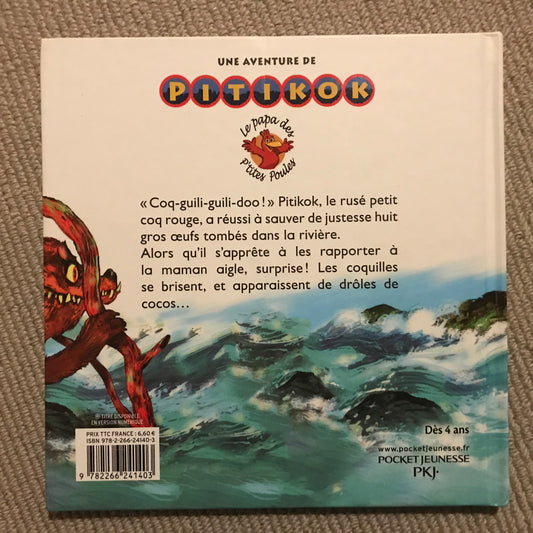 UNE AVENTURE DE
PITIKOK
Le papa des
p'tites Poules
« Coq-guili-guili-doo ! » Pitikok, le rusé petit
coq rouge, a réussi à sauver de justesse huit
gros œufs tombés dans la rivière.
Alors qu'il s'apprête à les rapporter à
la maman aigle, surprise ! Les coquilles
se brisent, et apparaissent de drôles de
cocos…
TITRE DISPONIBLE
EN VERSION NUMÉRIQUE
PRIX TTC FRANCE : 6,60 €
ISBN 978-2-266-24140-3
9 782266 241403
Dès 4 ans
www.pocketjeunesse.fr
POCKET JEUNESSE
PKJ·